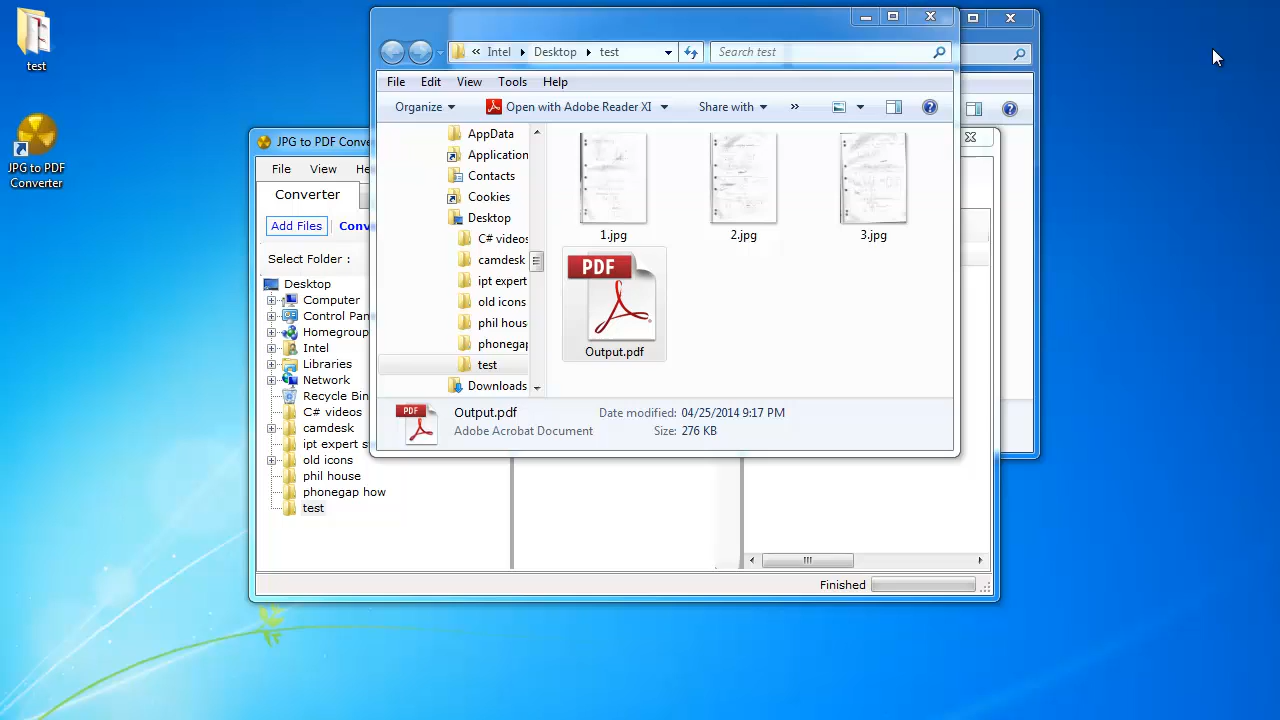 test
JPG to PDF
Converter
« Intel Desktop test
Search test
File Edit View Tools Help
Organize Open with Adobe Reader XI Share with »
AppData
Application
Contacts
Cookies
Desktop
C# videos
camdesk
ipt expert
old icons
phil hous
phonegap
test
Downloads
1.jpg
2.jpg
3.jpg
PDF
Output.pdf
PDF
Output.pdf
Date modified: 04/25/2014 9:17 PM
Adobe Acrobat Document
Size: 276 KB
JPG to PDF Conve
File View He
Converter
Add Files Conv
Select Folder :
Desktop
Computer
Control Pan
Homegroup
Intel
Libraries
Network
Recycle Bin
C# videos
camdesk
ipt expert s
old icons
phil house
phonegap how
test
Finished